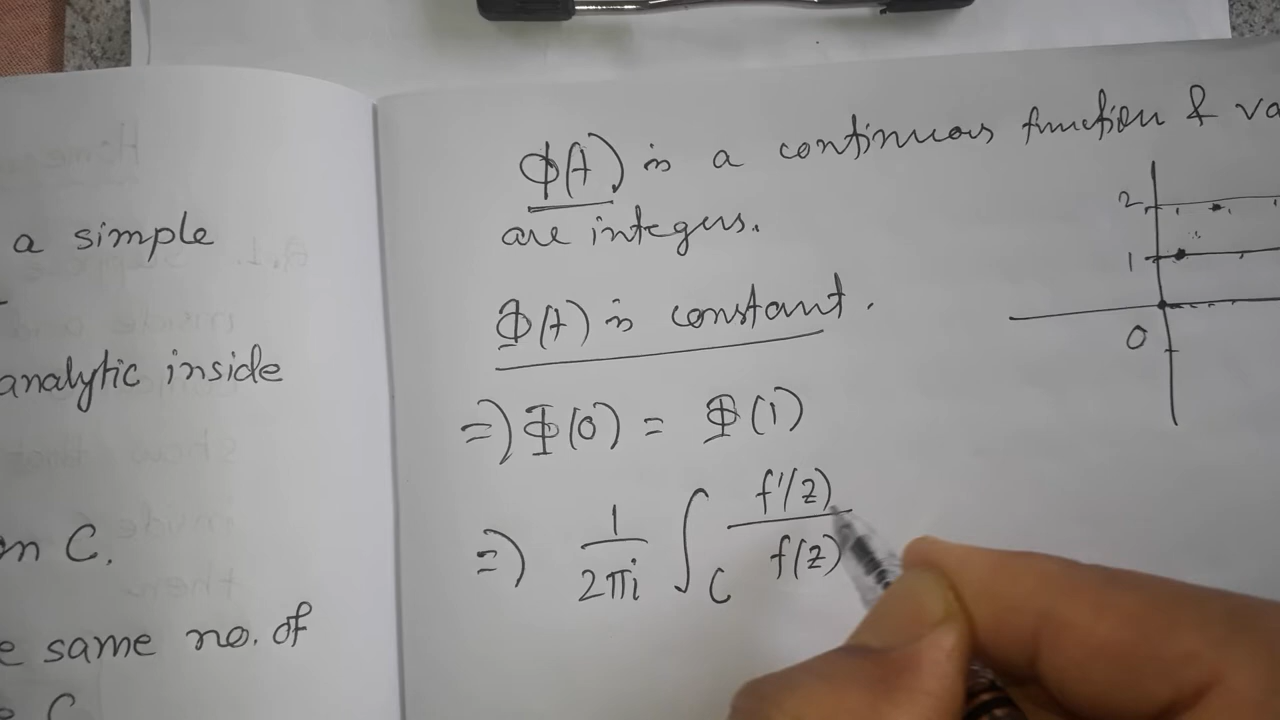 a simple
analytic inside
on C.
e same no. of
C
Φ(t) is a continuous function & va
are integers.
Φ(t) is constant.
=) Φ(0) = Φ(1)
=) 1/2πi ∫C f'(z)/f(z)
2
1
0